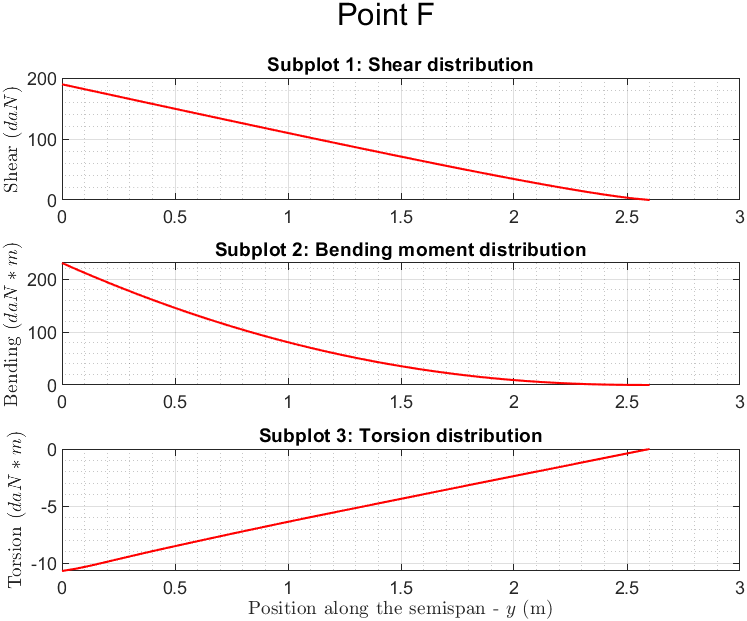 Point F
Subplot 1: Shear distribution
Shear (daN)
200
100
0
0 0.5 1 1.5 2 2.5 3
Subplot 2: Bending moment distribution
Bending (daN * m)
200
100
0
0 0.5 1 1.5 2 2.5 3
Subplot 3: Torsion distribution
Torsion (daN * m)
0
-5
-10
0 0.5 1 1.5 2 2.5 3
Position along the semispan - y (m)